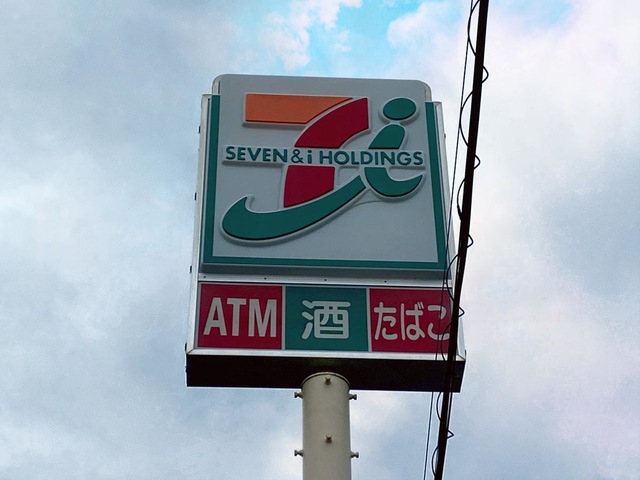 SEVEN & i HOLDINGS
ATM 酒 たばこ